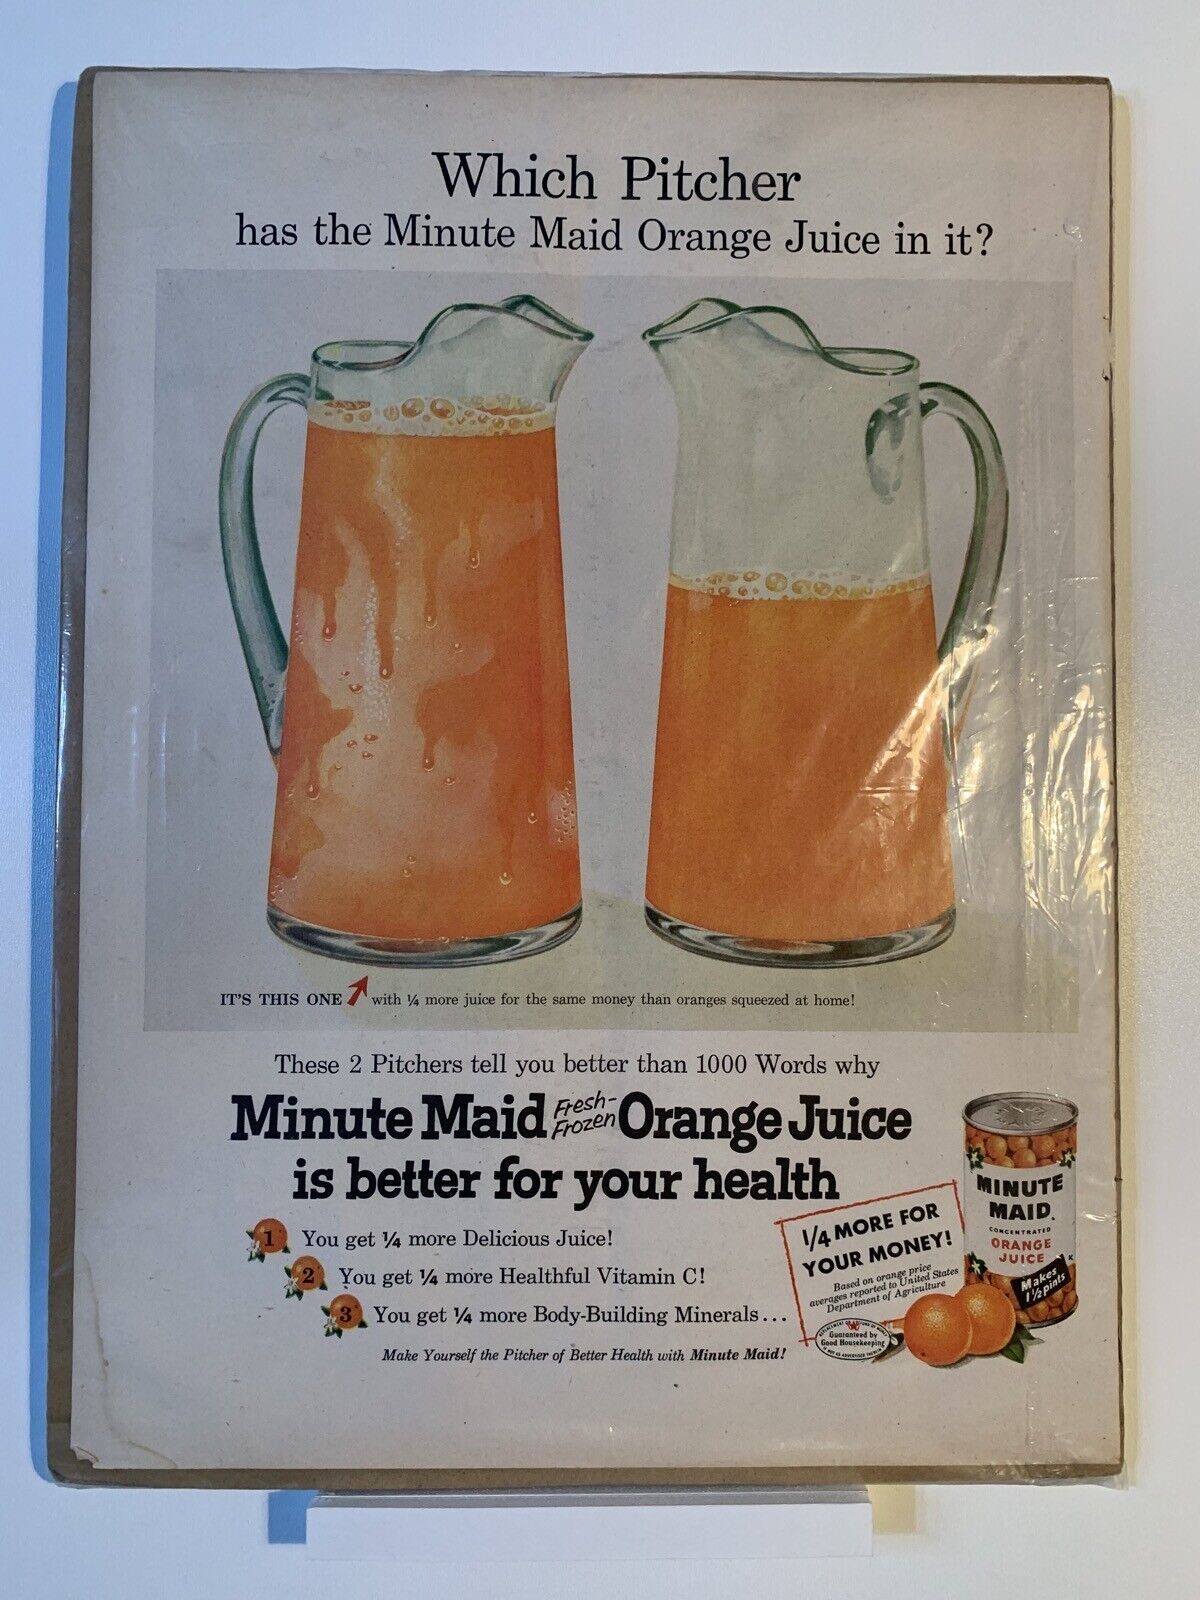 Which Pitcher
has the Minute Maid Orange Juice in it?
IT'S THIS ONE with ¼ more juice for the same money than oranges squeezed at home!
These 2 Pitchers tell you better than 1000 Words why
Minute Maid Fresh-Frozen Orange Juice
is better for your health
1 You get ¼ more Delicious Juice!
2 You get ¼ more Healthful Vitamin C!
3 You get ¼ more Body-Building Minerals...
Make Yourself the Pitcher of Better Health with Minute Maid!
1/4 MORE FOR
YOUR MONEY!
Based on orange price
averages reported to United States
Department of Agriculture
Guaranteed by
Good Housekeeping
MINUTE
MAID
CONCENTRATED
ORANGE
JUICE
Makes
1½ pints